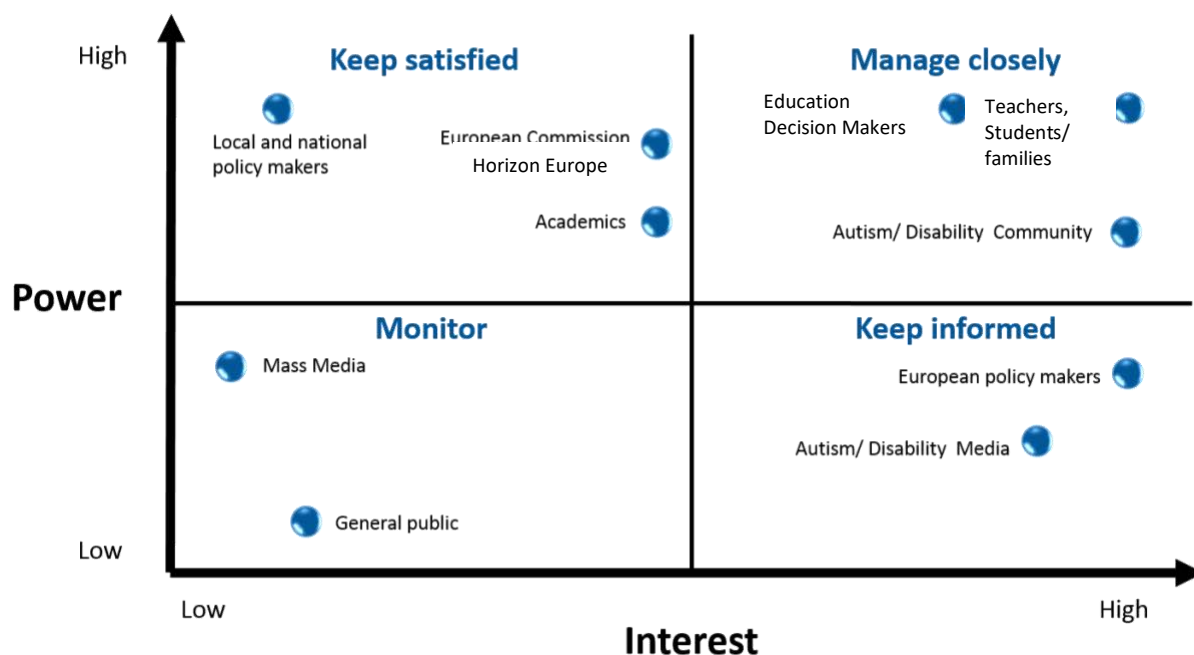 High
Keep satisfied
Manage closely
Local and national
policy makers
European Commission
Horizon Europe
Academics
Education
Decision Makers
Teachers,
Students/
families
Autism/ Disability Community
Power
Monitor
Keep informed
Mass Media
European policy makers
Autism/ Disability Media
General public
Low
Low
High
Interest